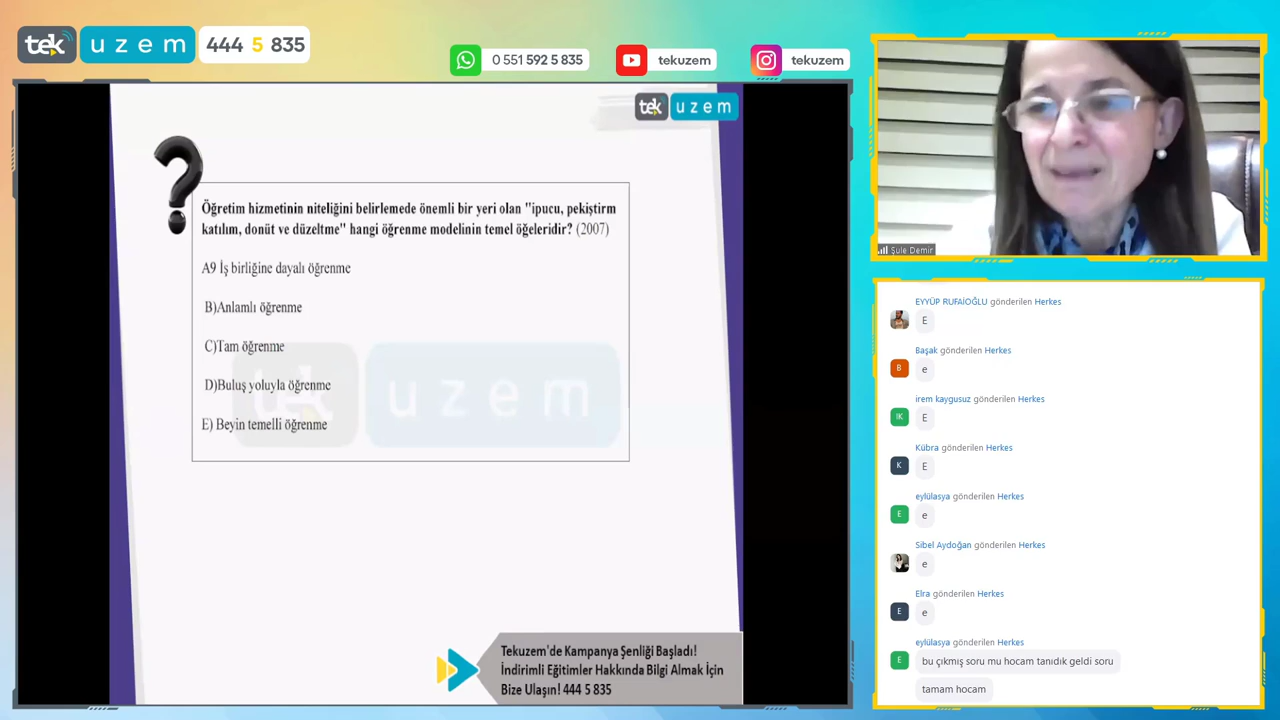 tek uzem 444 5 835
0 551 592 5 835
tekuzem
tekuzem
tek uzem
Öğretim hizmetinin niteliğini belirlemede önemli bir yeri olan "ipucu, pekiştirm
katılım, donüt ve düzeltme" hangi öğrenme modelinin temel öğeleridir? (2007)
A9 İş birliğine dayalı öğrenme
B)Anlamlı öğrenme
C)Tam öğrenme
D)Buluş yoluyla öğrenme
E) Beyin temelli öğrenme
tek uzem
Tekuzem'de Kampanya Şenliği Başladı!
İndirimli Eğitimler Hakkında Bilgi Almak İçin
Bize Ulaşın! 444 5 835
Şule Demir
EYYÜP RUFAİOĞLU gönderilen Herkes
E
Başak gönderilen Herkes
B
e
irem kaygusuz gönderilen Herkes
IK
E
Kübra gönderilen Herkes
K
E
eylülasya gönderilen Herkes
E
e
Sibel Aydoğan gönderilen Herkes
e
Elra gönderilen Herkes
E
e
eylülasya gönderilen Herkes
E
bu çıkmış soru mu hocam tanıdık geldi soru
tamam hocam